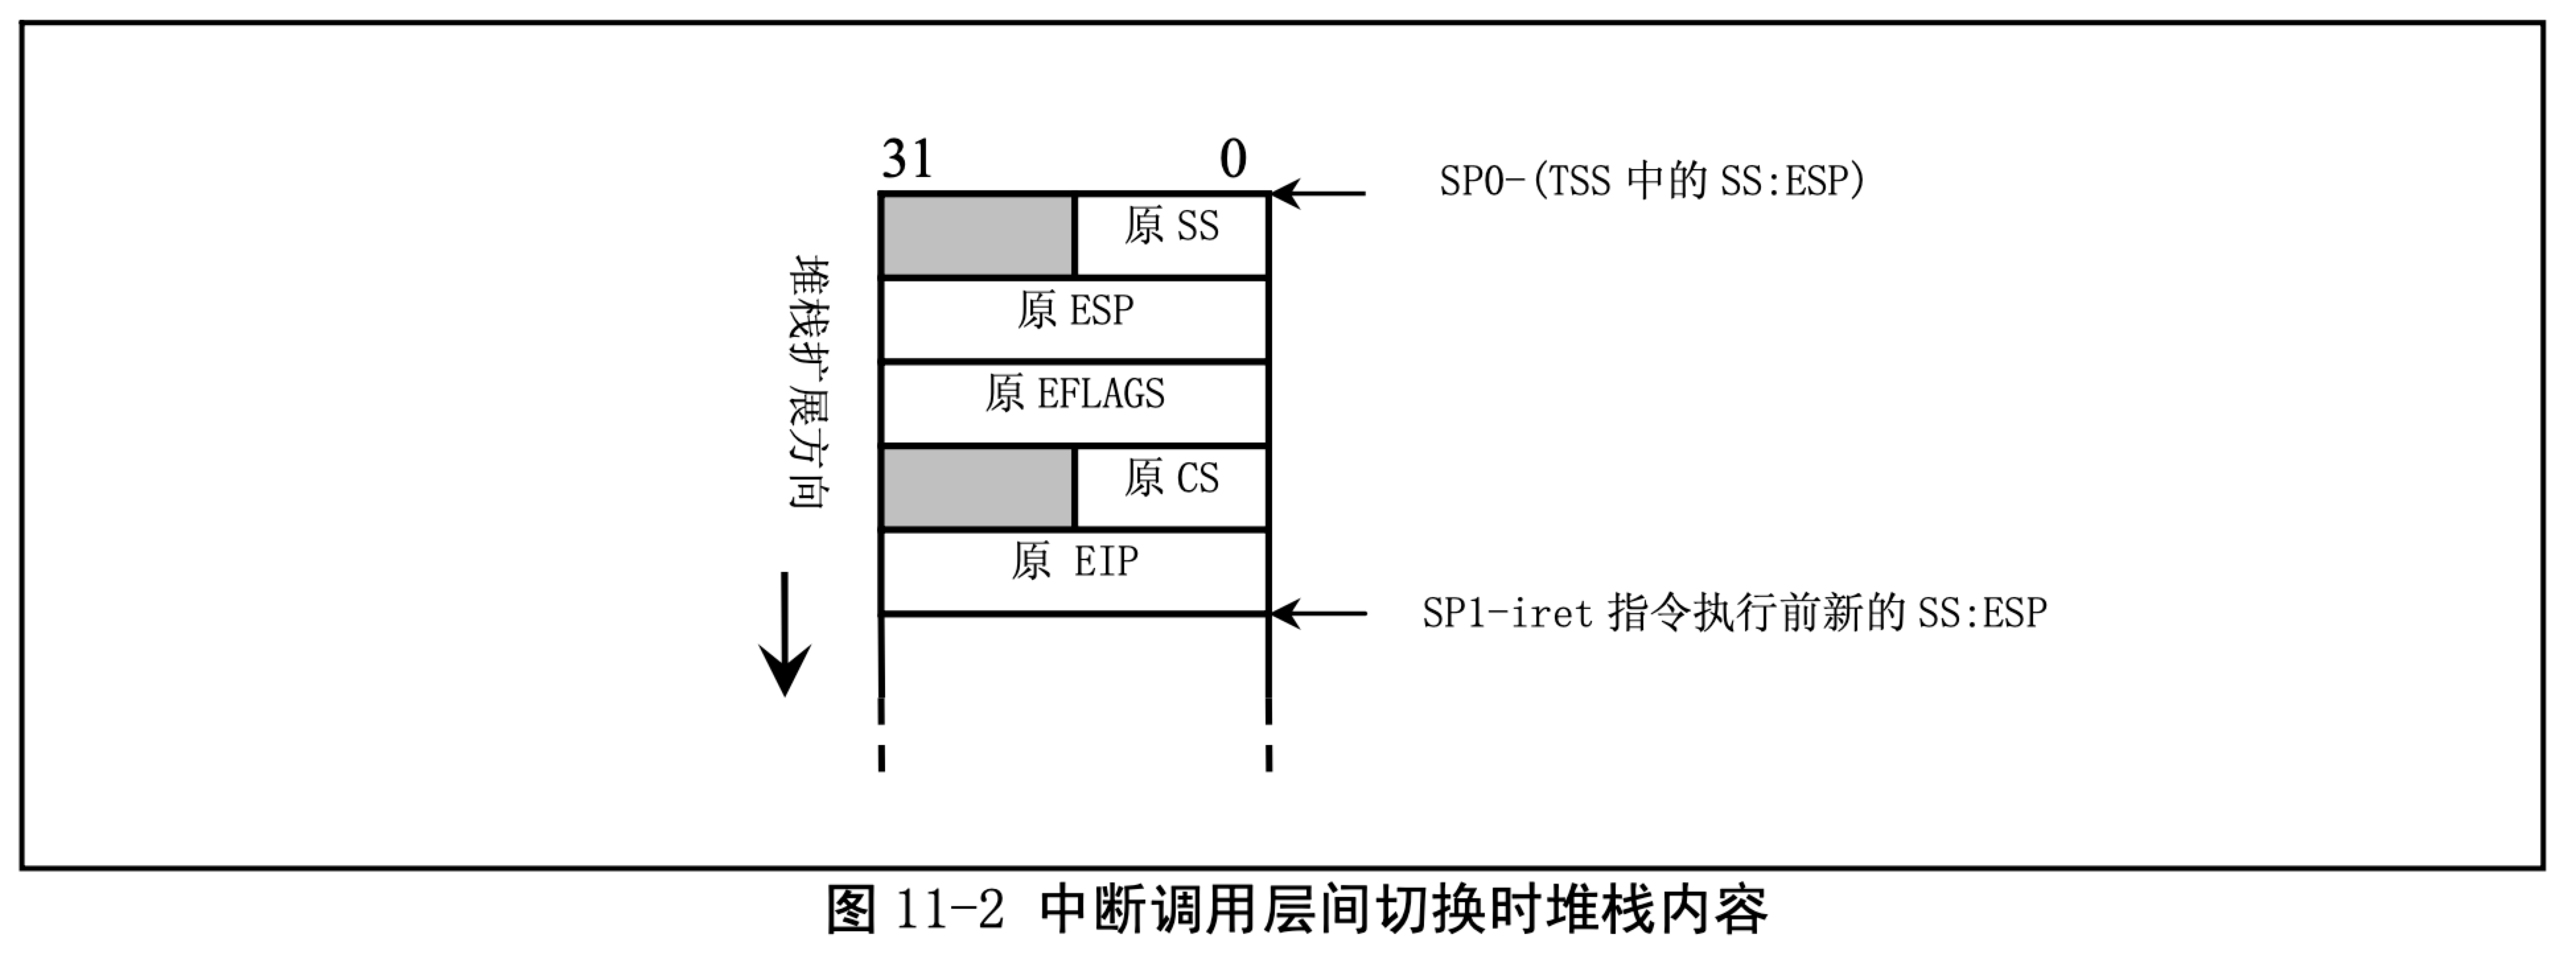 31 0
SP0-(TSS 中的 SS:ESP)
原 SS
堆栈扩展方向
原 ESP
原 EFLAGS
原 CS
原 EIP
SP1-iret 指令执行前新的 SS:ESP
图 11-2 中断调用层间切换时堆栈内容